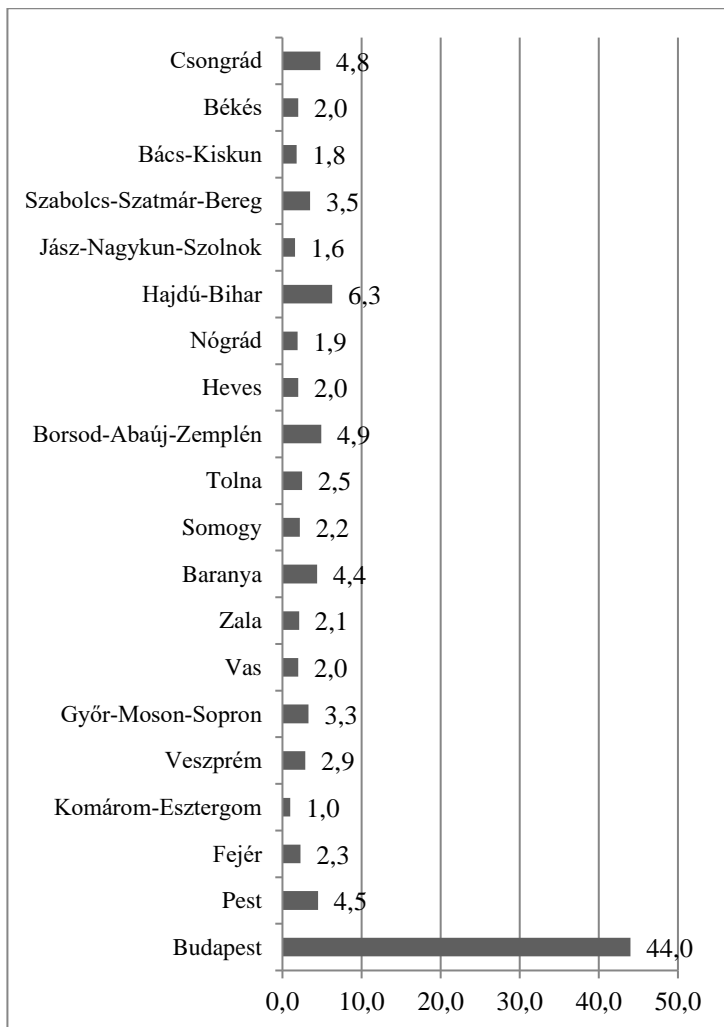 Csongrád 4,8
Békés 2,0
Bács-Kiskun 1,8
Szabolcs-Szatmár-Bereg 3,5
Jász-Nagykun-Szolnok 1,6
Hajdú-Bihar 6,3
Nógrád 1,9
Heves 2,0
Borsod-Abaúj-Zemplén 4,9
Tolna 2,5
Somogy 2,2
Baranya 4,4
Zala 2,1
Vas 2,0
Győr-Moson-Sopron 3,3
Veszprém 2,9
Komárom-Esztergom 1,0
Fejér 2,3
Pest 4,5
Budapest 44,0
0,0 10,0 20,0 30,0 40,0 50,0